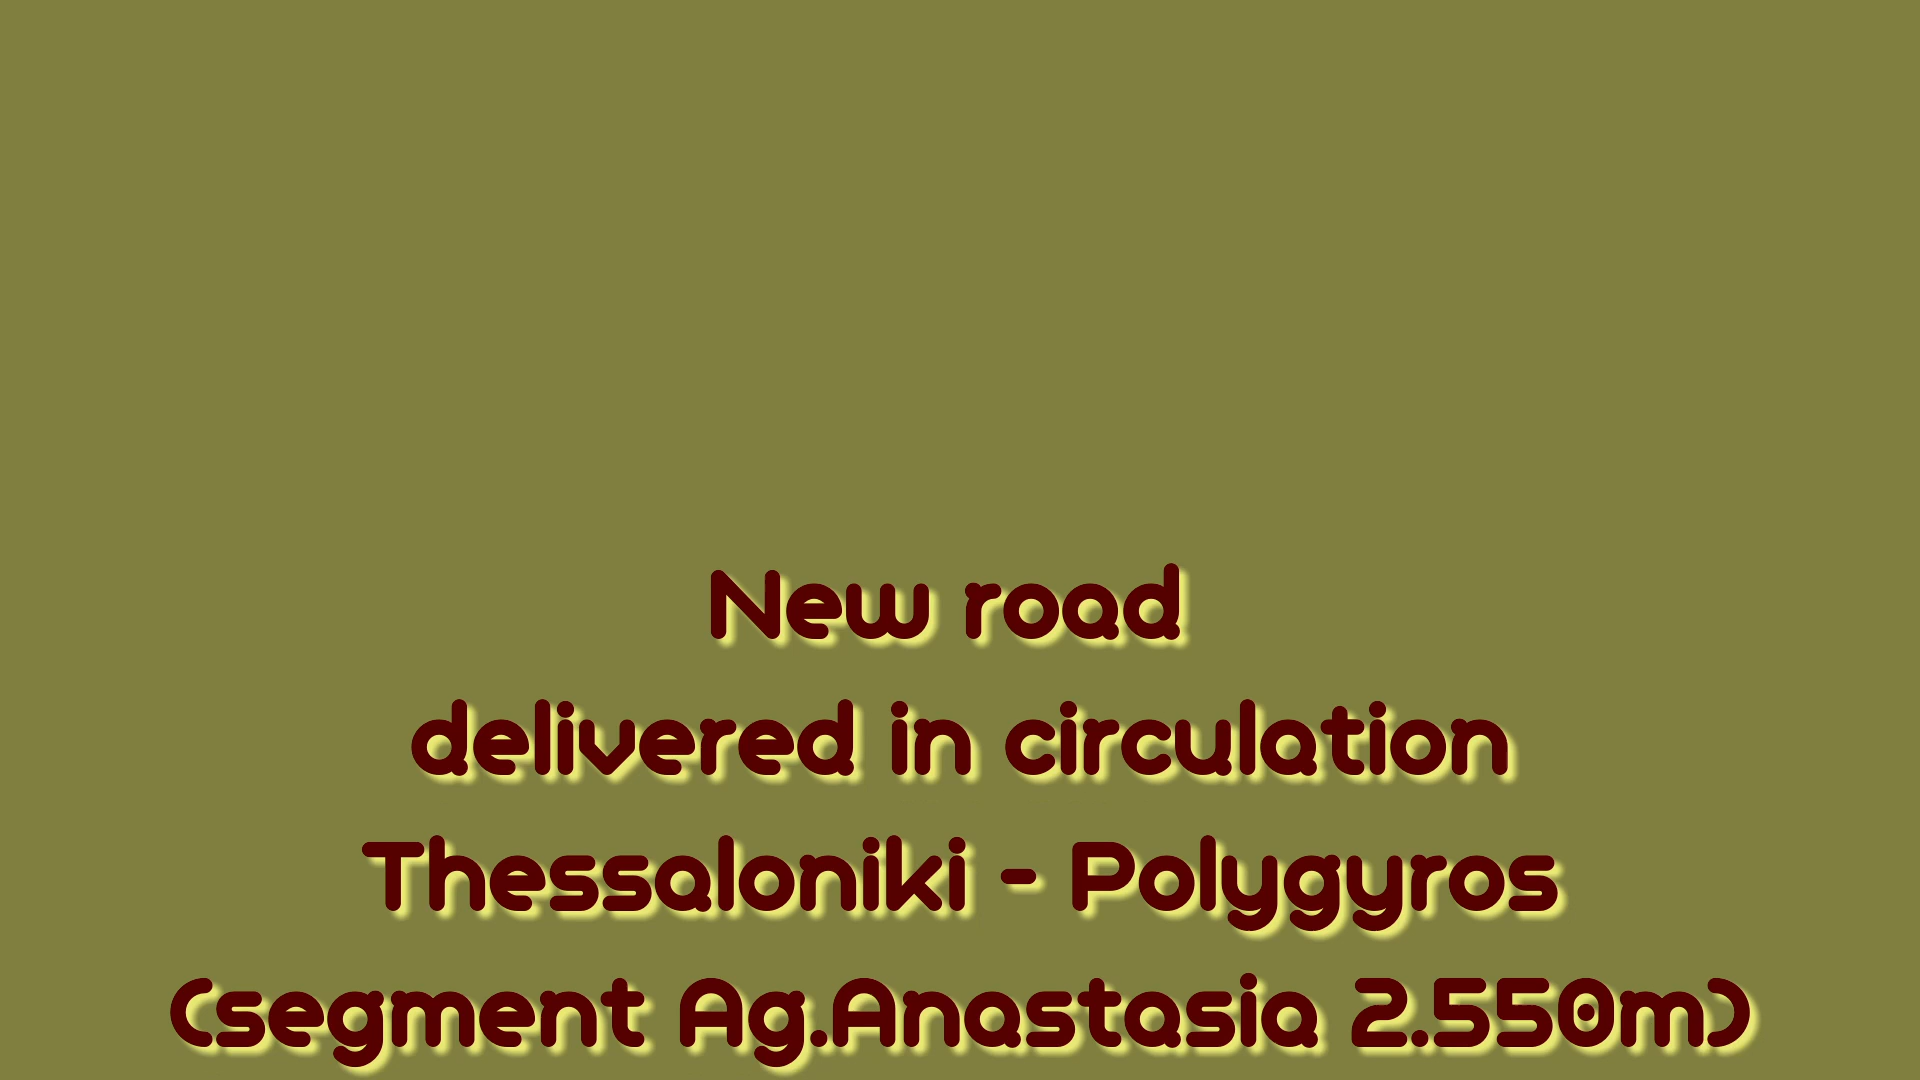 New road
delivered in circulation
Thessaloniki - Polygyros
(segment Ag.Anastasia 2.550m)